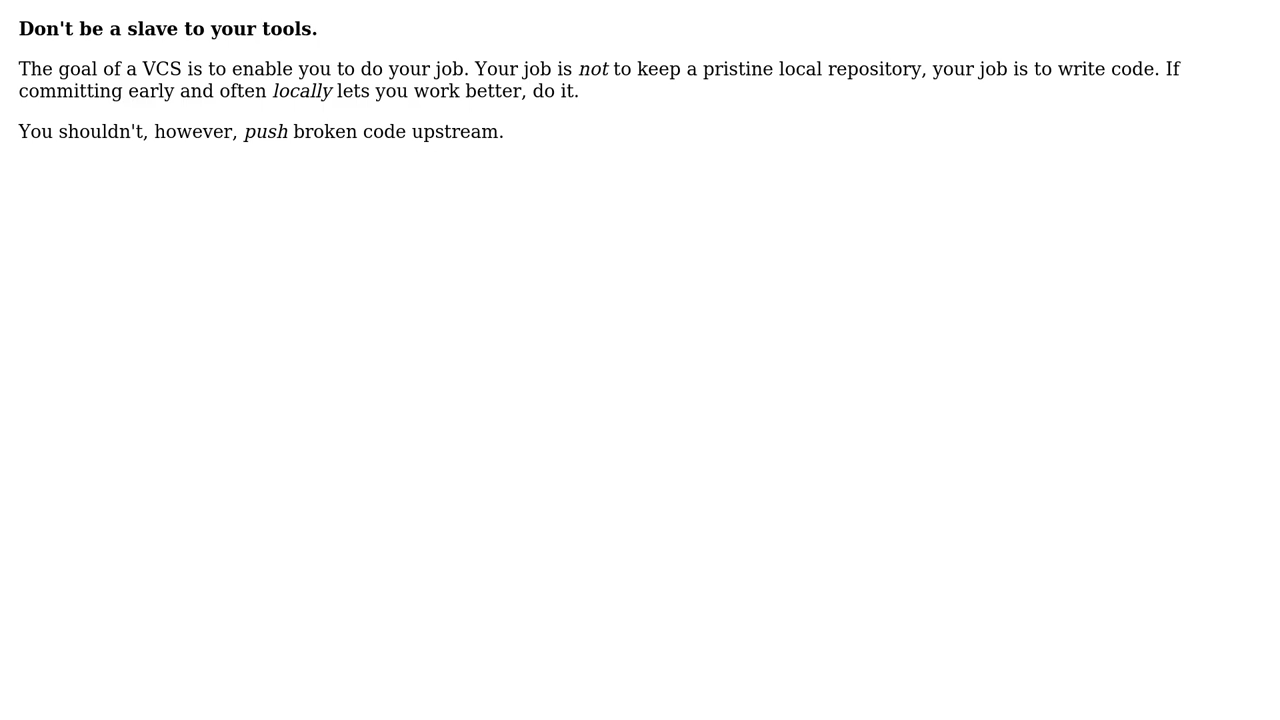 Don't be a slave to your tools.
The goal of a VCS is to enable you to do your job. Your job is not to keep a pristine local repository, your job is to write code. If
committing early and often locally lets you work better, do it.
You shouldn't, however, push broken code upstream.